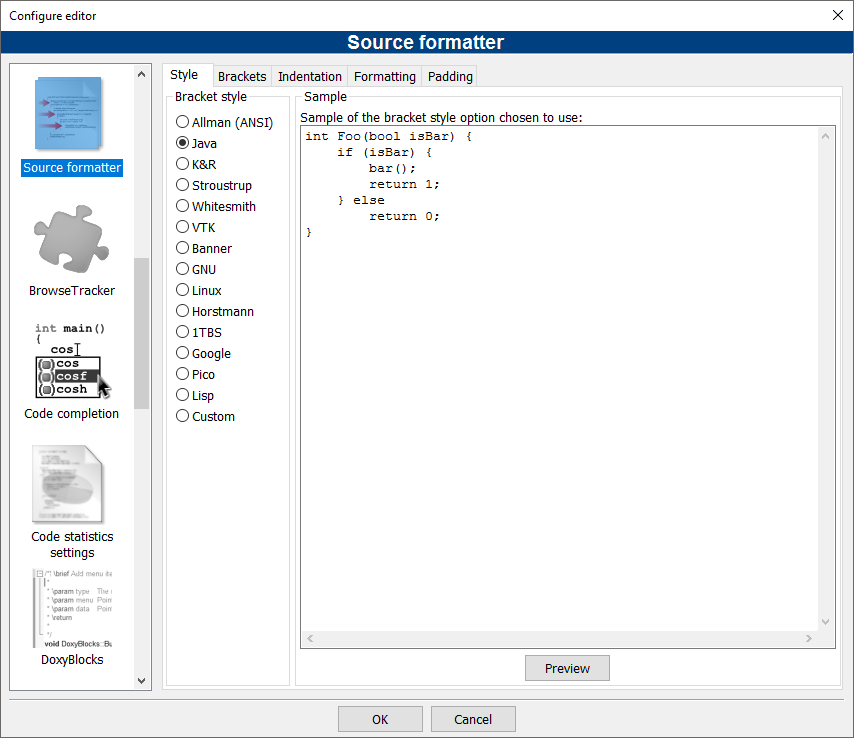 Configure editor
Source formatter
Source formatter
BrowseTracker
int main()
{
cos
{()cos
{()cosf
{()cosh
Code completion
Code statistics
settings
/*! \brief Add menu ite
*
* \param type The
* \param menu Poin
* \param data Poin
* \return
*
*/
void DoxyBlocks::Bu
DoxyBlocks
Style Brackets Indentation Formatting Padding
Bracket style
Allman (ANSI)
Java
K&R
Stroustrup
Whitesmith
VTK
Banner
GNU
Linux
Horstmann
1TBS
Google
Pico
Lisp
Custom
Sample
Sample of the bracket style option chosen to use:
int Foo(bool isBar) {
    if (isBar) {
        bar();
        return 1;
    } else
        return 0;
}
Preview
OK Cancel